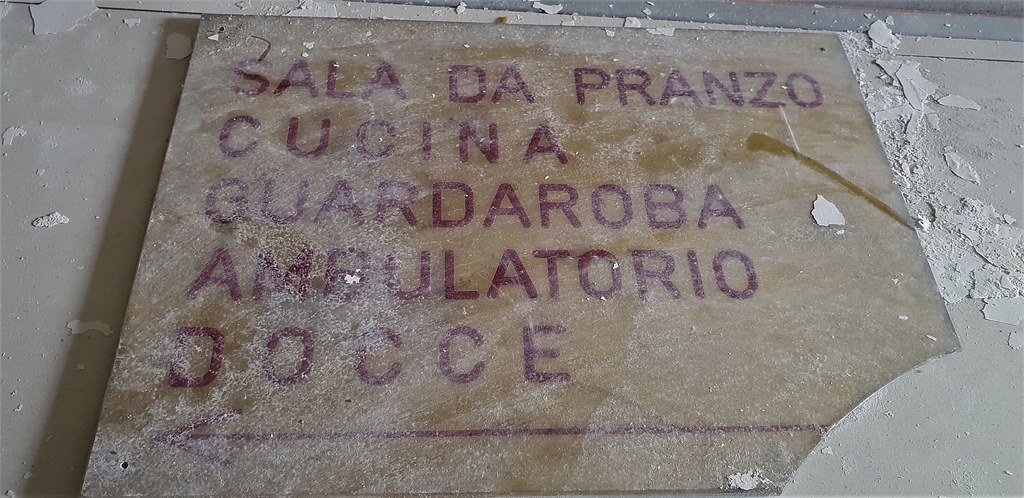 SALA DA PRANZO
CUCINA
GUARDAROBA
AMBULATORIO
DOCCE